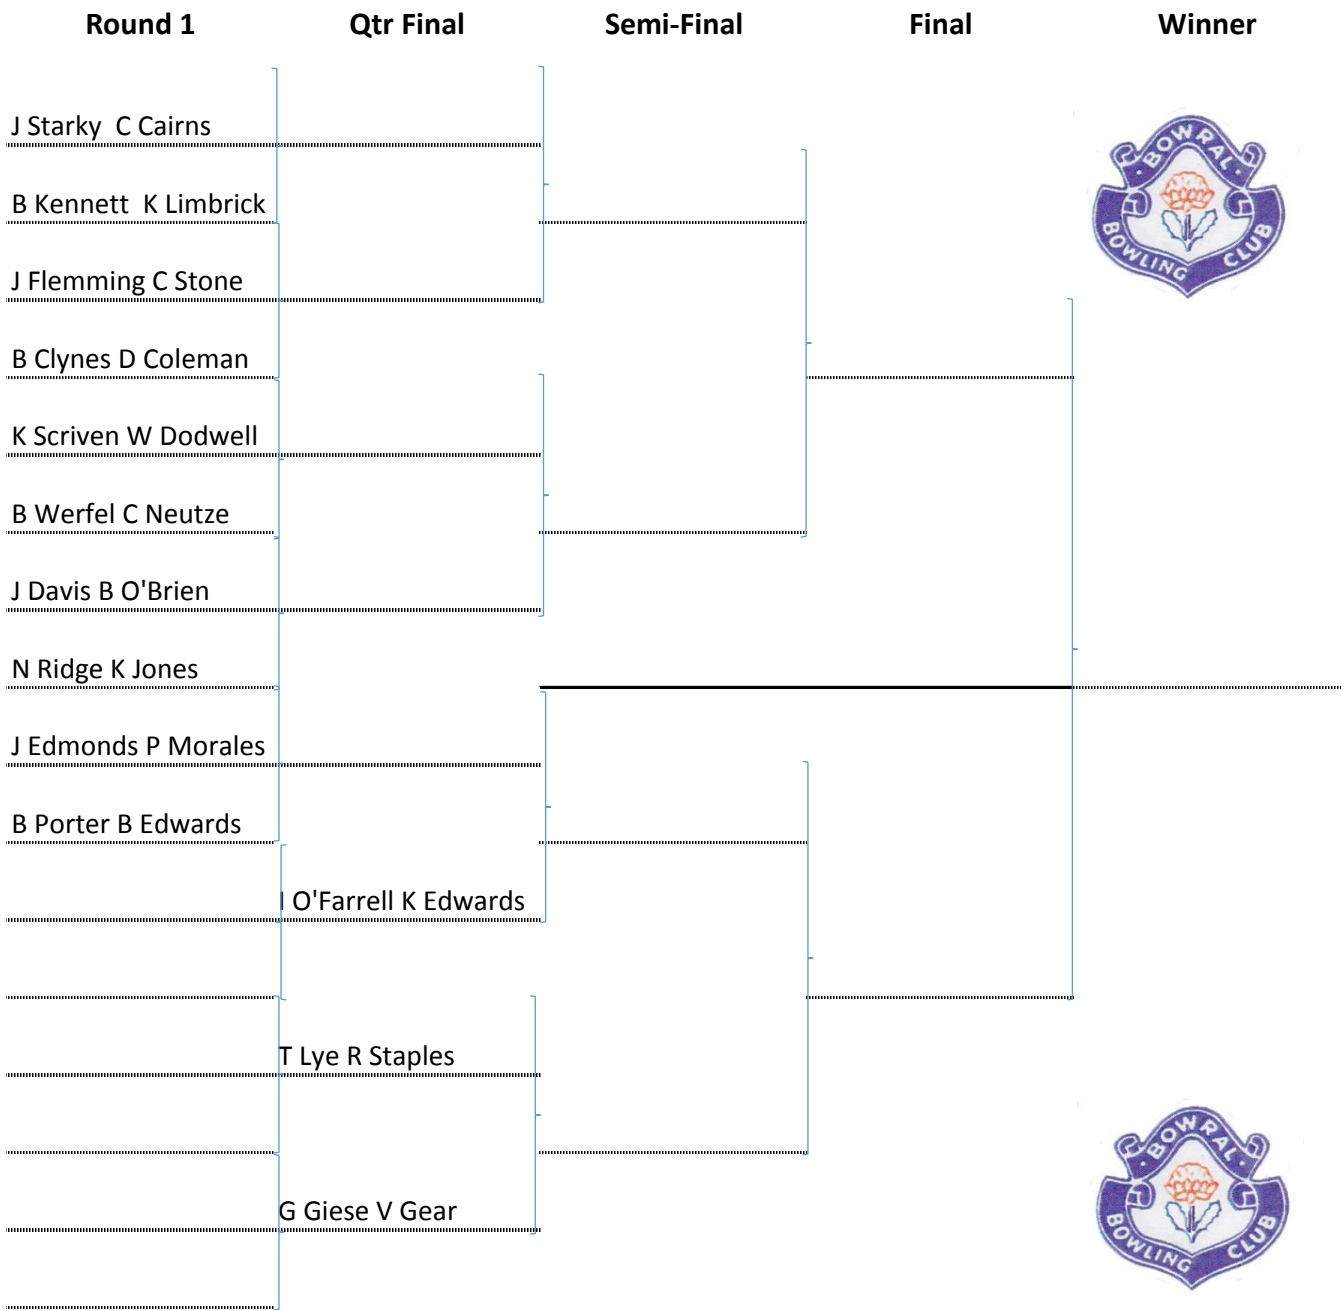 Round 1 Qtr Final Semi-Final Final Winner
J Starky  C Cairns
B Kennett  K Limbrick
J Flemming C Stone
B Clynes D Coleman
K Scriven W Dodwell
B Werfel C Neutze
J Davis B O'Brien
N Ridge K Jones
J Edmonds P Morales
B Porter B Edwards
I O'Farrell K Edwards
T Lye R Staples
G Giese V Gear
BOWRAL
BOWLING CLUB
BOWRAL
BOWLING CLUB